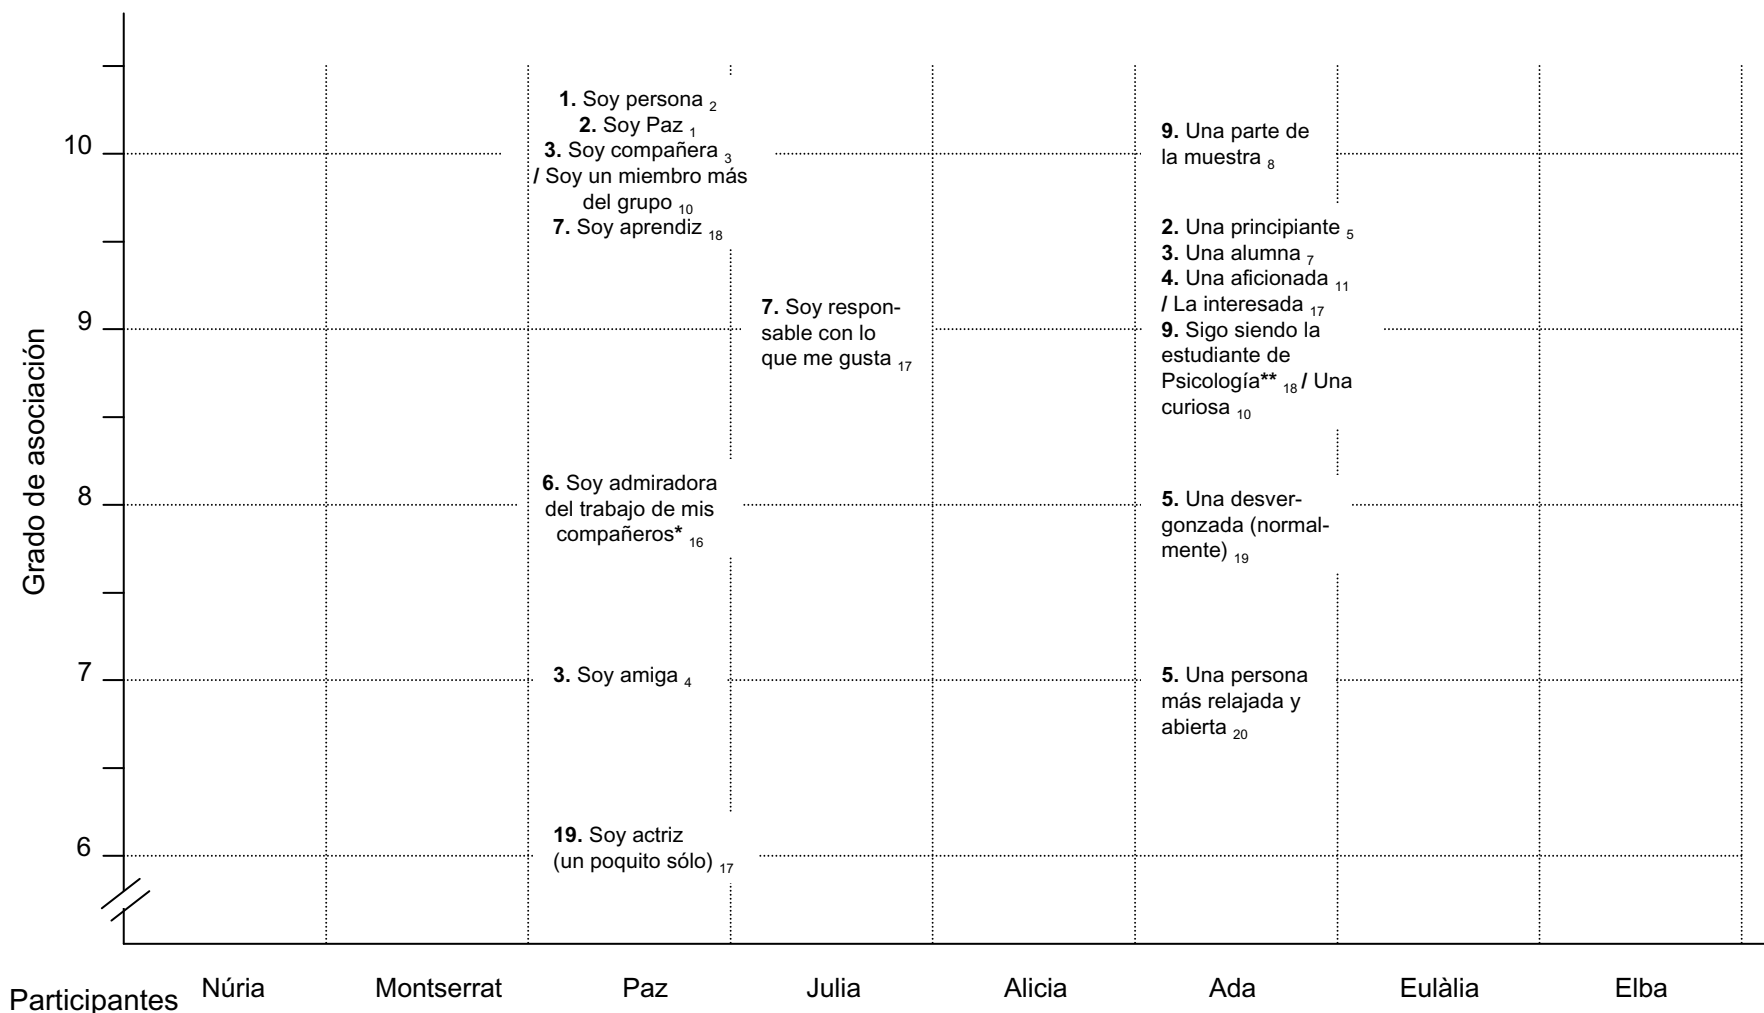 Grado de asociación
10
9
8
7
6
1. Soy persona 2
2. Soy Paz 1
3. Soy compañera 3
/ Soy un miembro más
del grupo 10
7. Soy aprendiz 18
6. Soy admiradora
del trabajo de mis
compañeros* 16
3. Soy amiga 4
19. Soy actriz
(un poquito sólo) 17
7. Soy respon-
sable con lo
que me gusta 17
9. Una parte de
la muestra 8
2. Una principiante 5
3. Una alumna 7
4. Una aficionada 11
/ La interesada 17
9. Sigo siendo la
estudiante de
Psicología** 18 / Una
curiosa 10
5. Una desver-
gonzada (normal-
mente) 19
5. Una persona
más relajada y
abierta 20
Participantes Núria Montserrat Paz Julia Alicia Ada Eulàlia Elba